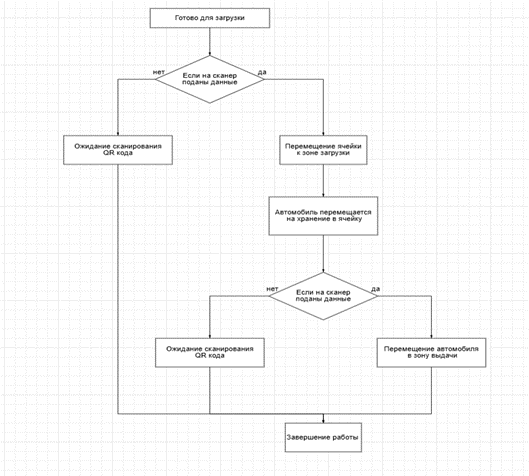 Готово для загрузки
Если на сканер
поданы данные
нет
да
Ожидание сканирования
QR кода
Перемещение ячейки
к зоне загрузки
Автомобиль перемещается
на хранение в ячейку
Если на сканер
поданы данные
нет
да
Ожидание сканирования
QR кода
Перемещение автомобиля
в зону выдачи
Завершение работы